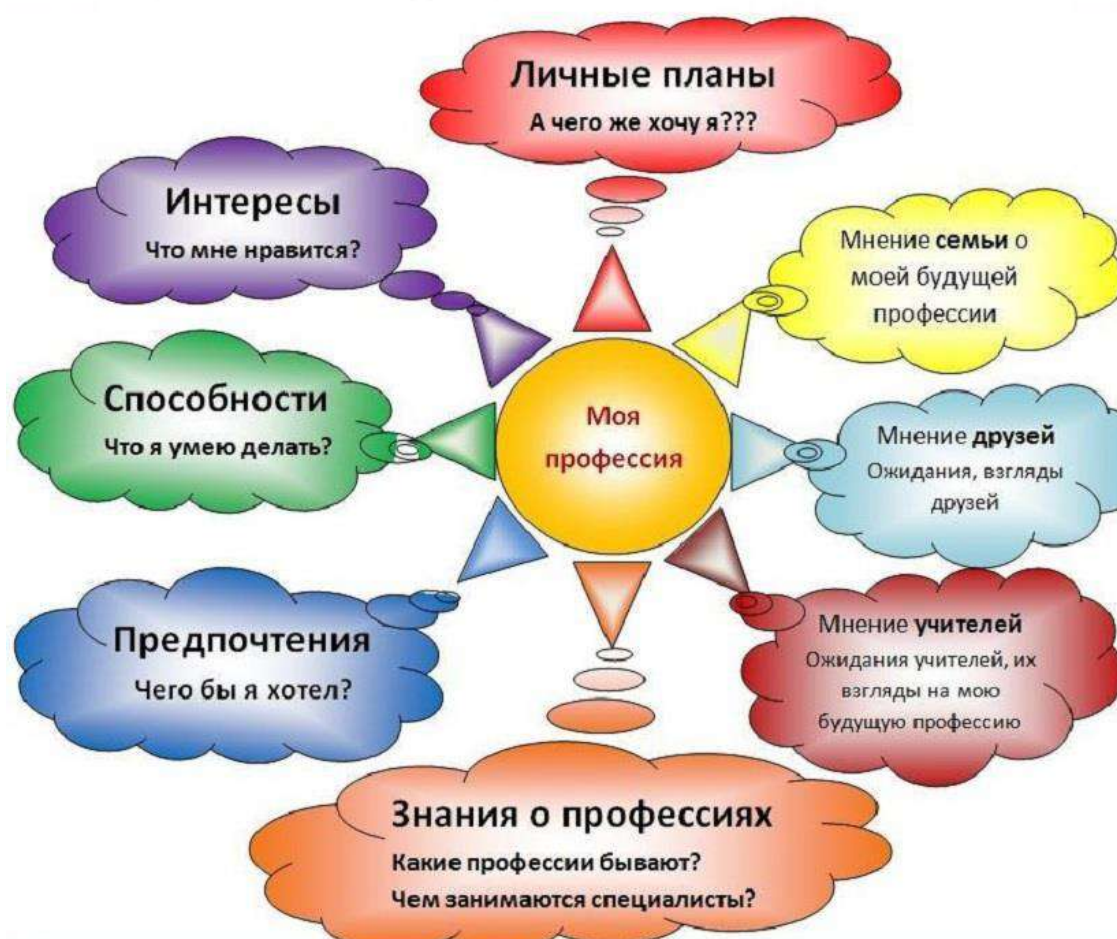 Личные планы
А чего же хочу я???
Интересы
Что мне нравится?
Мнение семьи о
моей будущей
профессии
Способности
Что я умею делать?
Моя
профессия
Мнение друзей
Ожидания, взгляды
друзей
Предпочтения
Чего бы я хотел?
Мнение учителей
Ожидания учителей, их
взгляды на мою
будущую профессию
Знания о профессиях
Какие профессии бывают?
Чем занимаются специалисты?